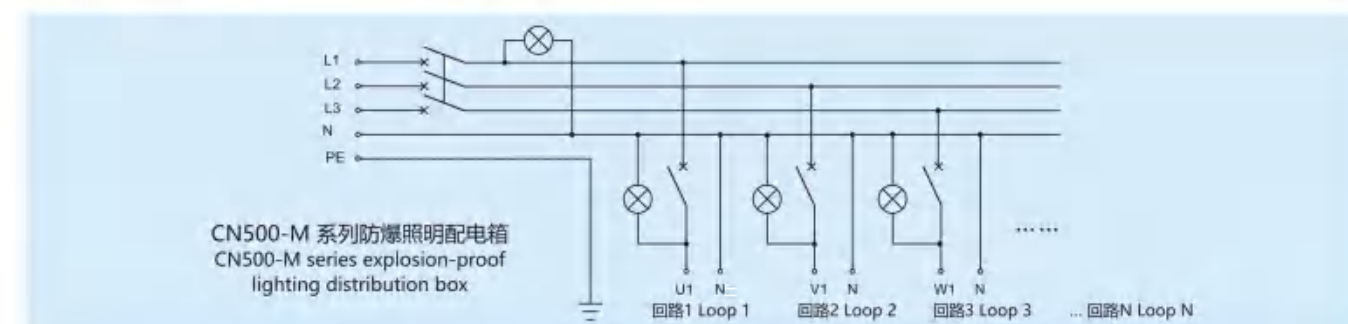 L1
L2
L3
N
PE
CN500-M 系列防爆照明配电箱
CN500-M series explosion-proof
lighting distribution box
U1 N V1 N W1 N
回路1 Loop 1 回路2 Loop 2 回路3 Loop 3 ... 回路N Loop N
……